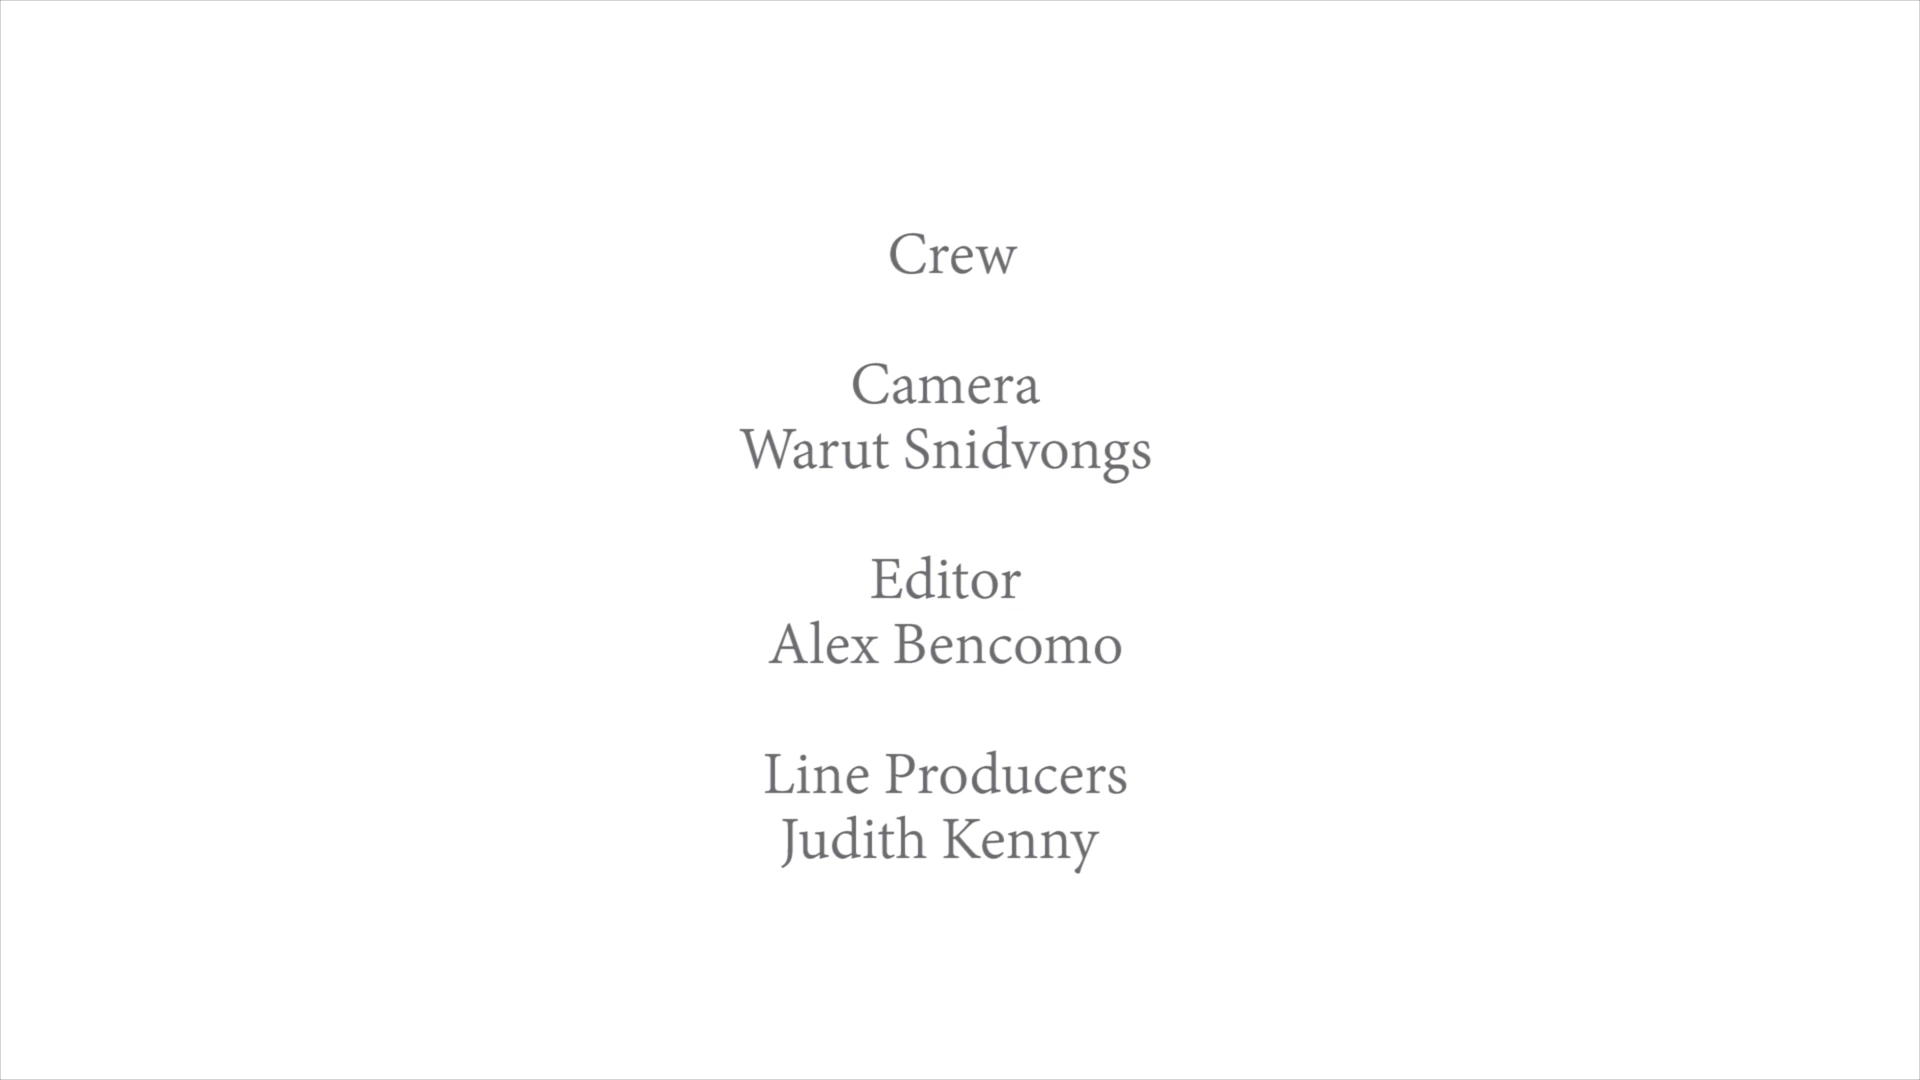 Crew
Camera
Warut Snidvongs
Editor
Alex Bencomo
Line Producers
Judith Kenny